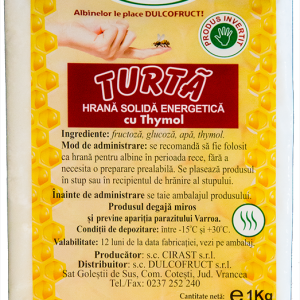 Albinelor le place DULCOFRUCT!
PRODUS INVERTIT
TURTĂ
HRANĂ SOLIDĂ ENERGETICĂ
cu Thymol
Ingrediente: fructoză, glucoză, apă, thymol.
Mod de administrare: se recomandă să fie folosit
ca hrană pentru albine în perioada rece, fără a
necesita o preparare prealabilă. Se plasează produsul
în stup sau în recipientul de hrănire al stupului.
Înainte de administrare se taie ambalajul produsului.
Produsul degajă miros
și previne apariția parazitului Varroa.
Condiții de depozitare: între -15°C și +30°C.
Valabilitate: 12 luni de la data fabricației, vezi pe ambalaj.
Producător: s.c. CIRAST s.r.l.
Distribuitor: s.c. DULCOFRUCT s.r.l.
Sat Goleștii de Sus, Com. Cotești, Jud. Vrancea
Tel./Fax: 0237 252 240
Cantitate netă: e 1Kg